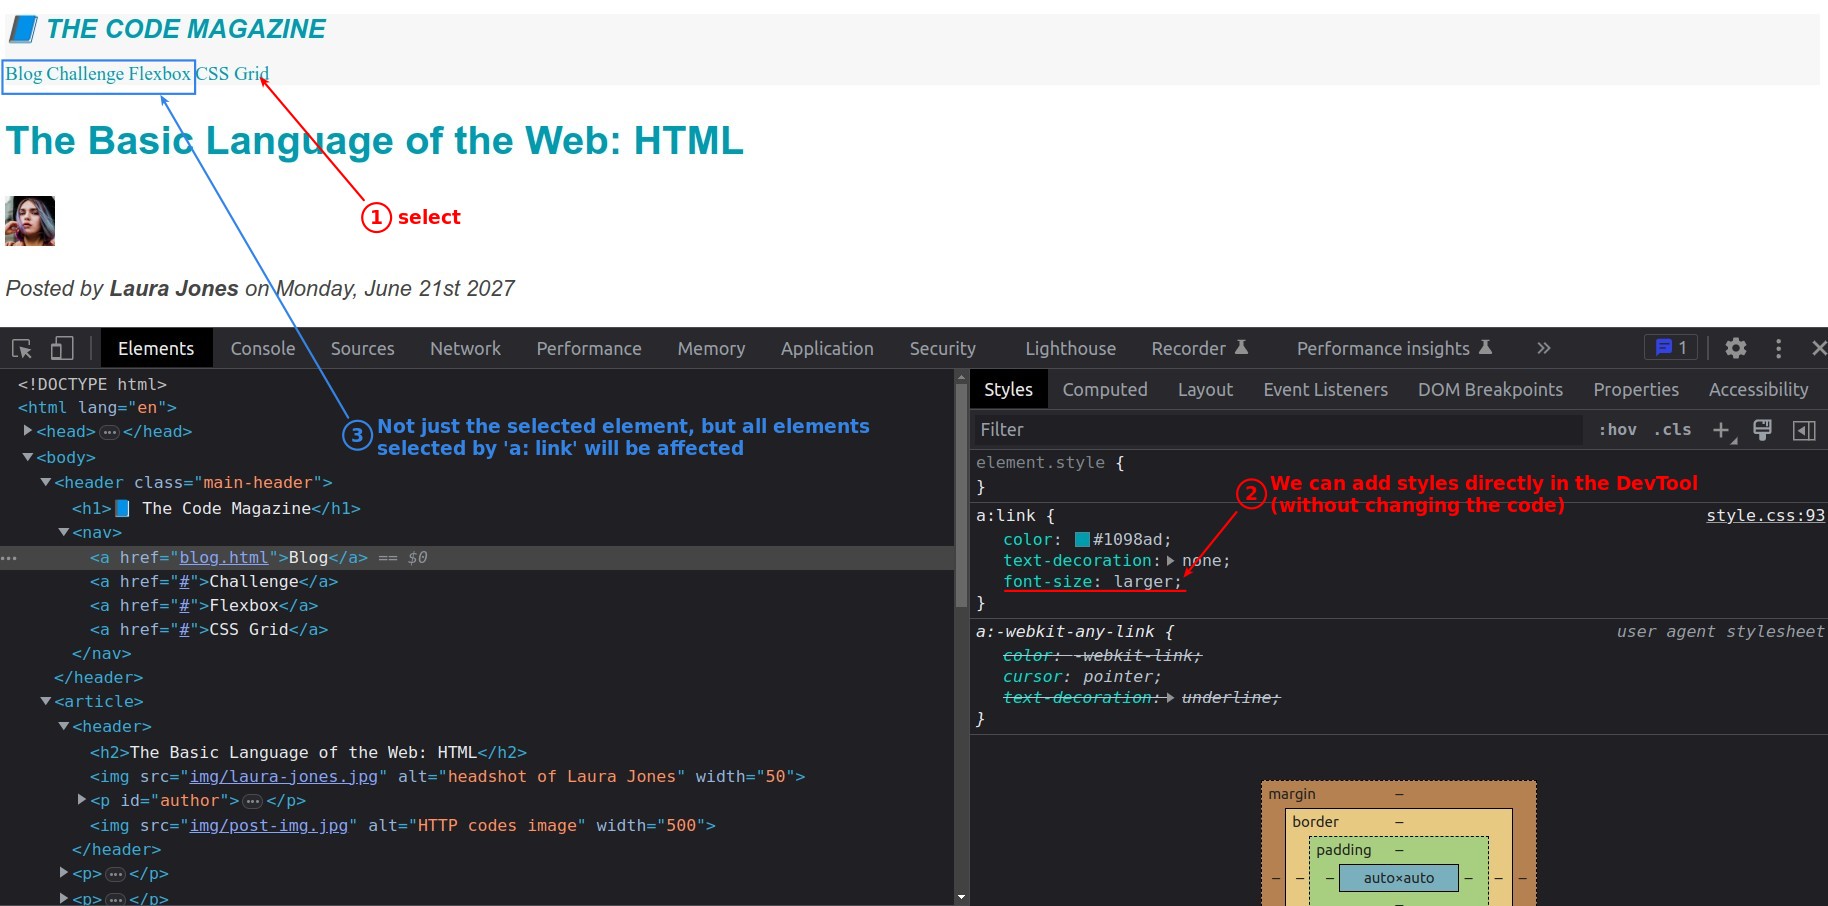 📘 THE CODE MAGAZINE
Blog Challenge Flexbox CSS Grid
The Basic Language of the Web: HTML
1 select
Posted by Laura Jones on Monday, June 21st 2027
Elements Console Sources Network Performance Memory Application Security Lighthouse Recorder Performance insights » 1
<!DOCTYPE html>
<html lang="en">
<head>…</head>
<body>
<header class="main-header">
<h1>📘 The Code Magazine</h1>
<nav>
… <a href="blog.html">Blog</a> == $0
<a href="#">Challenge</a>
<a href="#">Flexbox</a>
<a href="#">CSS Grid</a>
</nav>
</header>
<article>
<header>
<h2>The Basic Language of the Web: HTML</h2>
<img src="img/laura-jones.jpg" alt="headshot of Laura Jones" width="50">
<p id="author">…</p>
<img src="img/post-img.jpg" alt="HTTP codes image" width="500">
</header>
<p>…</p>
<p>…</p>
3 Not just the selected element, but all elements
selected by 'a: link' will be affected
Styles Computed Layout Event Listeners DOM Breakpoints Properties Accessibility
Filter :hov .cls +
element.style {
}
2 We can add styles directly in the DevTool
(without changing the code)
a:link { style.css:93
color: #1098ad;
text-decoration: none;
font-size: larger;
}
a:-webkit-any-link { user agent stylesheet
color: -webkit-link;
cursor: pointer;
text-decoration: underline;
}
margin –
border –
padding –
– – – auto×auto – – –
–